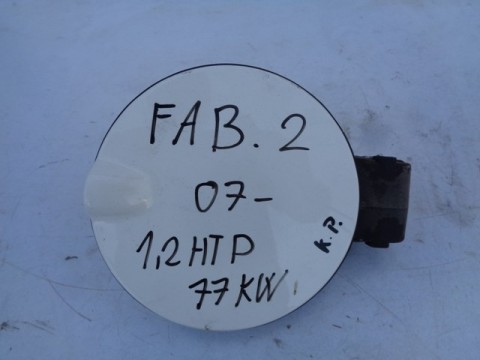 FAB. 2
07-
1,2 HTP
77 KW
K.P.